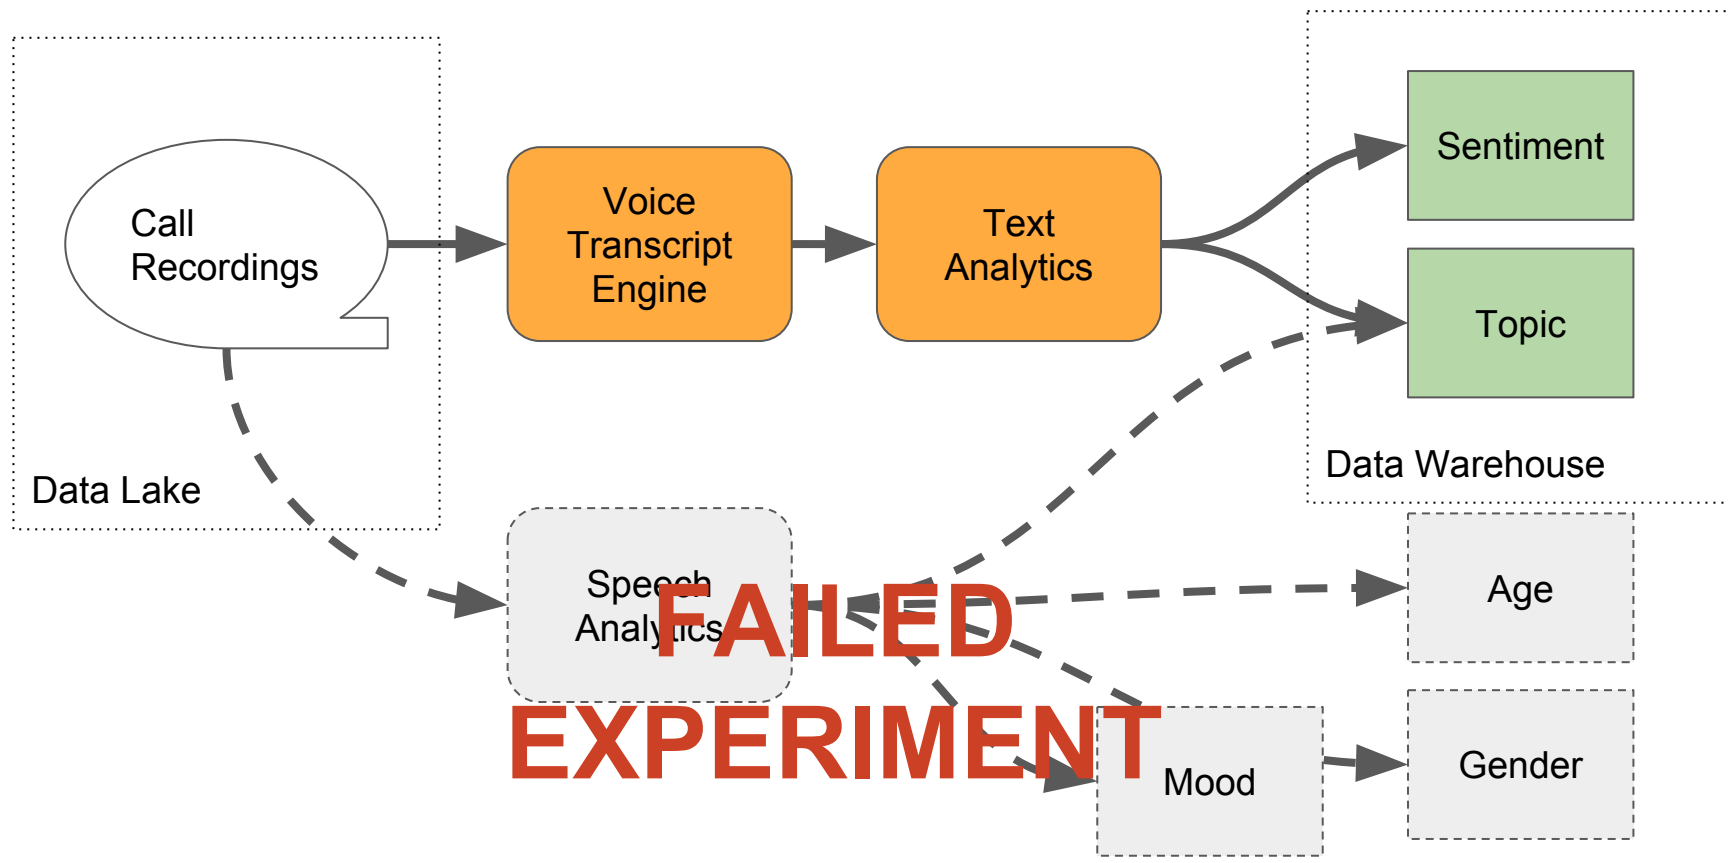 Call
Recordings
Data Lake
Voice
Transcript
Engine
Text
Analytics
Sentiment
Topic
Data Warehouse
Speech
Analytics
FAILED
EXPERIMENT
Age
Gender
Mood